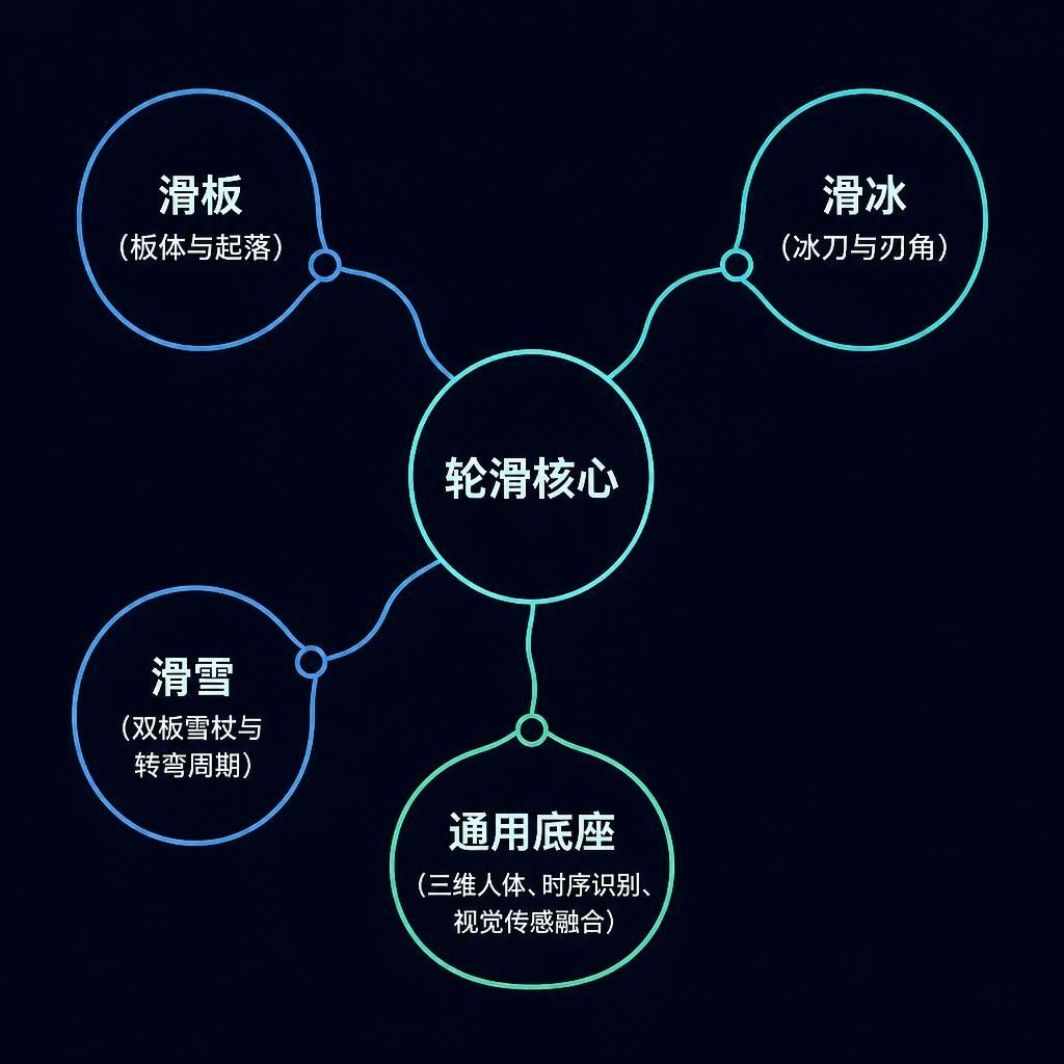 滑板
（板体与起落）
滑冰
（冰刀与刃角）
轮滑核心
滑雪
（双板雪杖与
转弯周期）
通用底座
（三维人体、时序识别、
视觉传感融合）